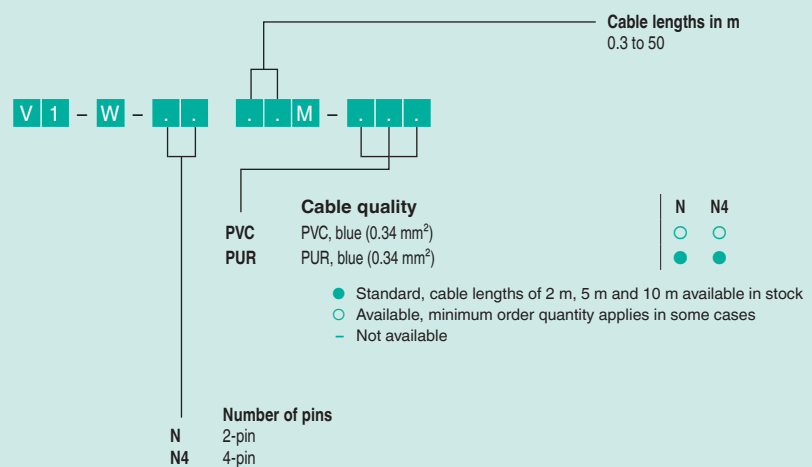 Cable lengths in m
0.3 to 50
V 1 – W – . . . . M – . . .
Cable quality N N4
PVC PVC, blue (0.34 mm²) ○ ○
PUR PUR, blue (0.34 mm²) ● ●
● Standard, cable lengths of 2 m, 5 m and 10 m available in stock
○ Available, minimum order quantity applies in some cases
– Not available
Number of pins
N 2-pin
N4 4-pin